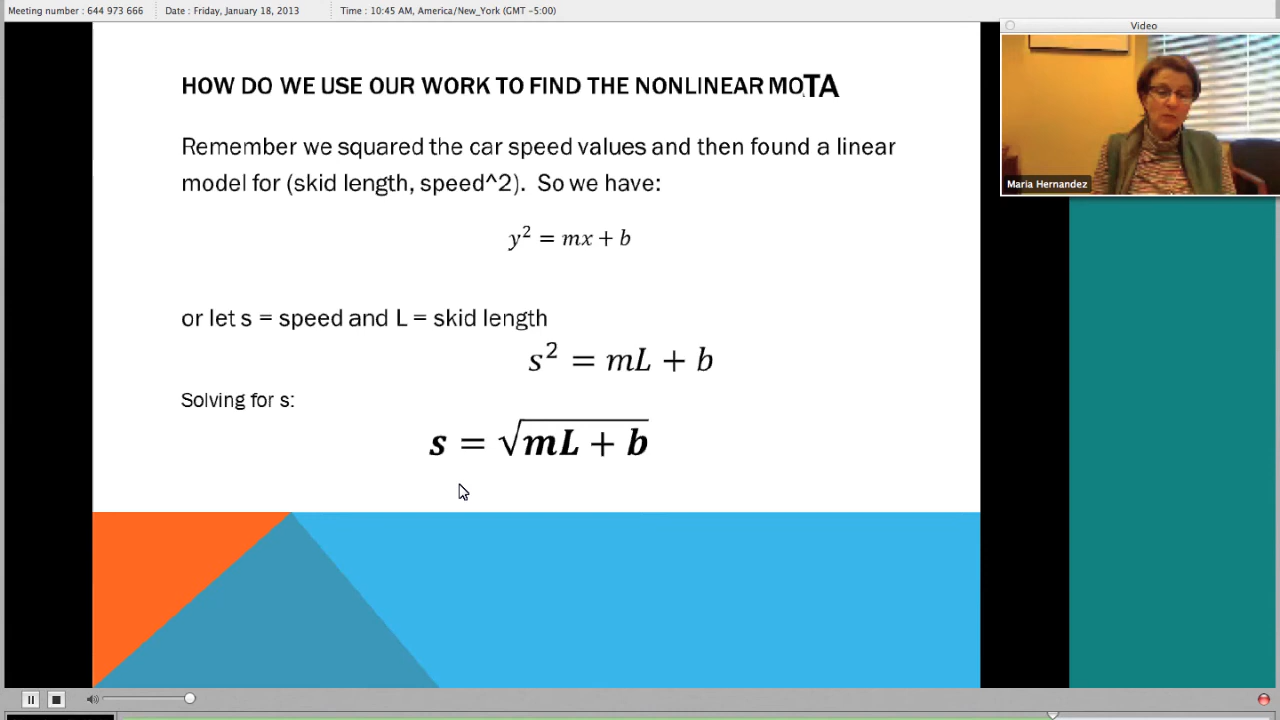 Meeting number : 644 973 666 Date : Friday, January 18, 2013 Time : 10:45 AM, America/New_York (GMT -5:00)
Video
Maria Hernandez
HOW DO WE USE OUR WORK TO FIND THE NONLINEAR MOTA
Remember we squared the car speed values and then found a linear
model for (skid length, speed^2). So we have:
y² = mx + b
or let s = speed and L = skid length
s² = mL + b
Solving for s:
s = √(mL + b)